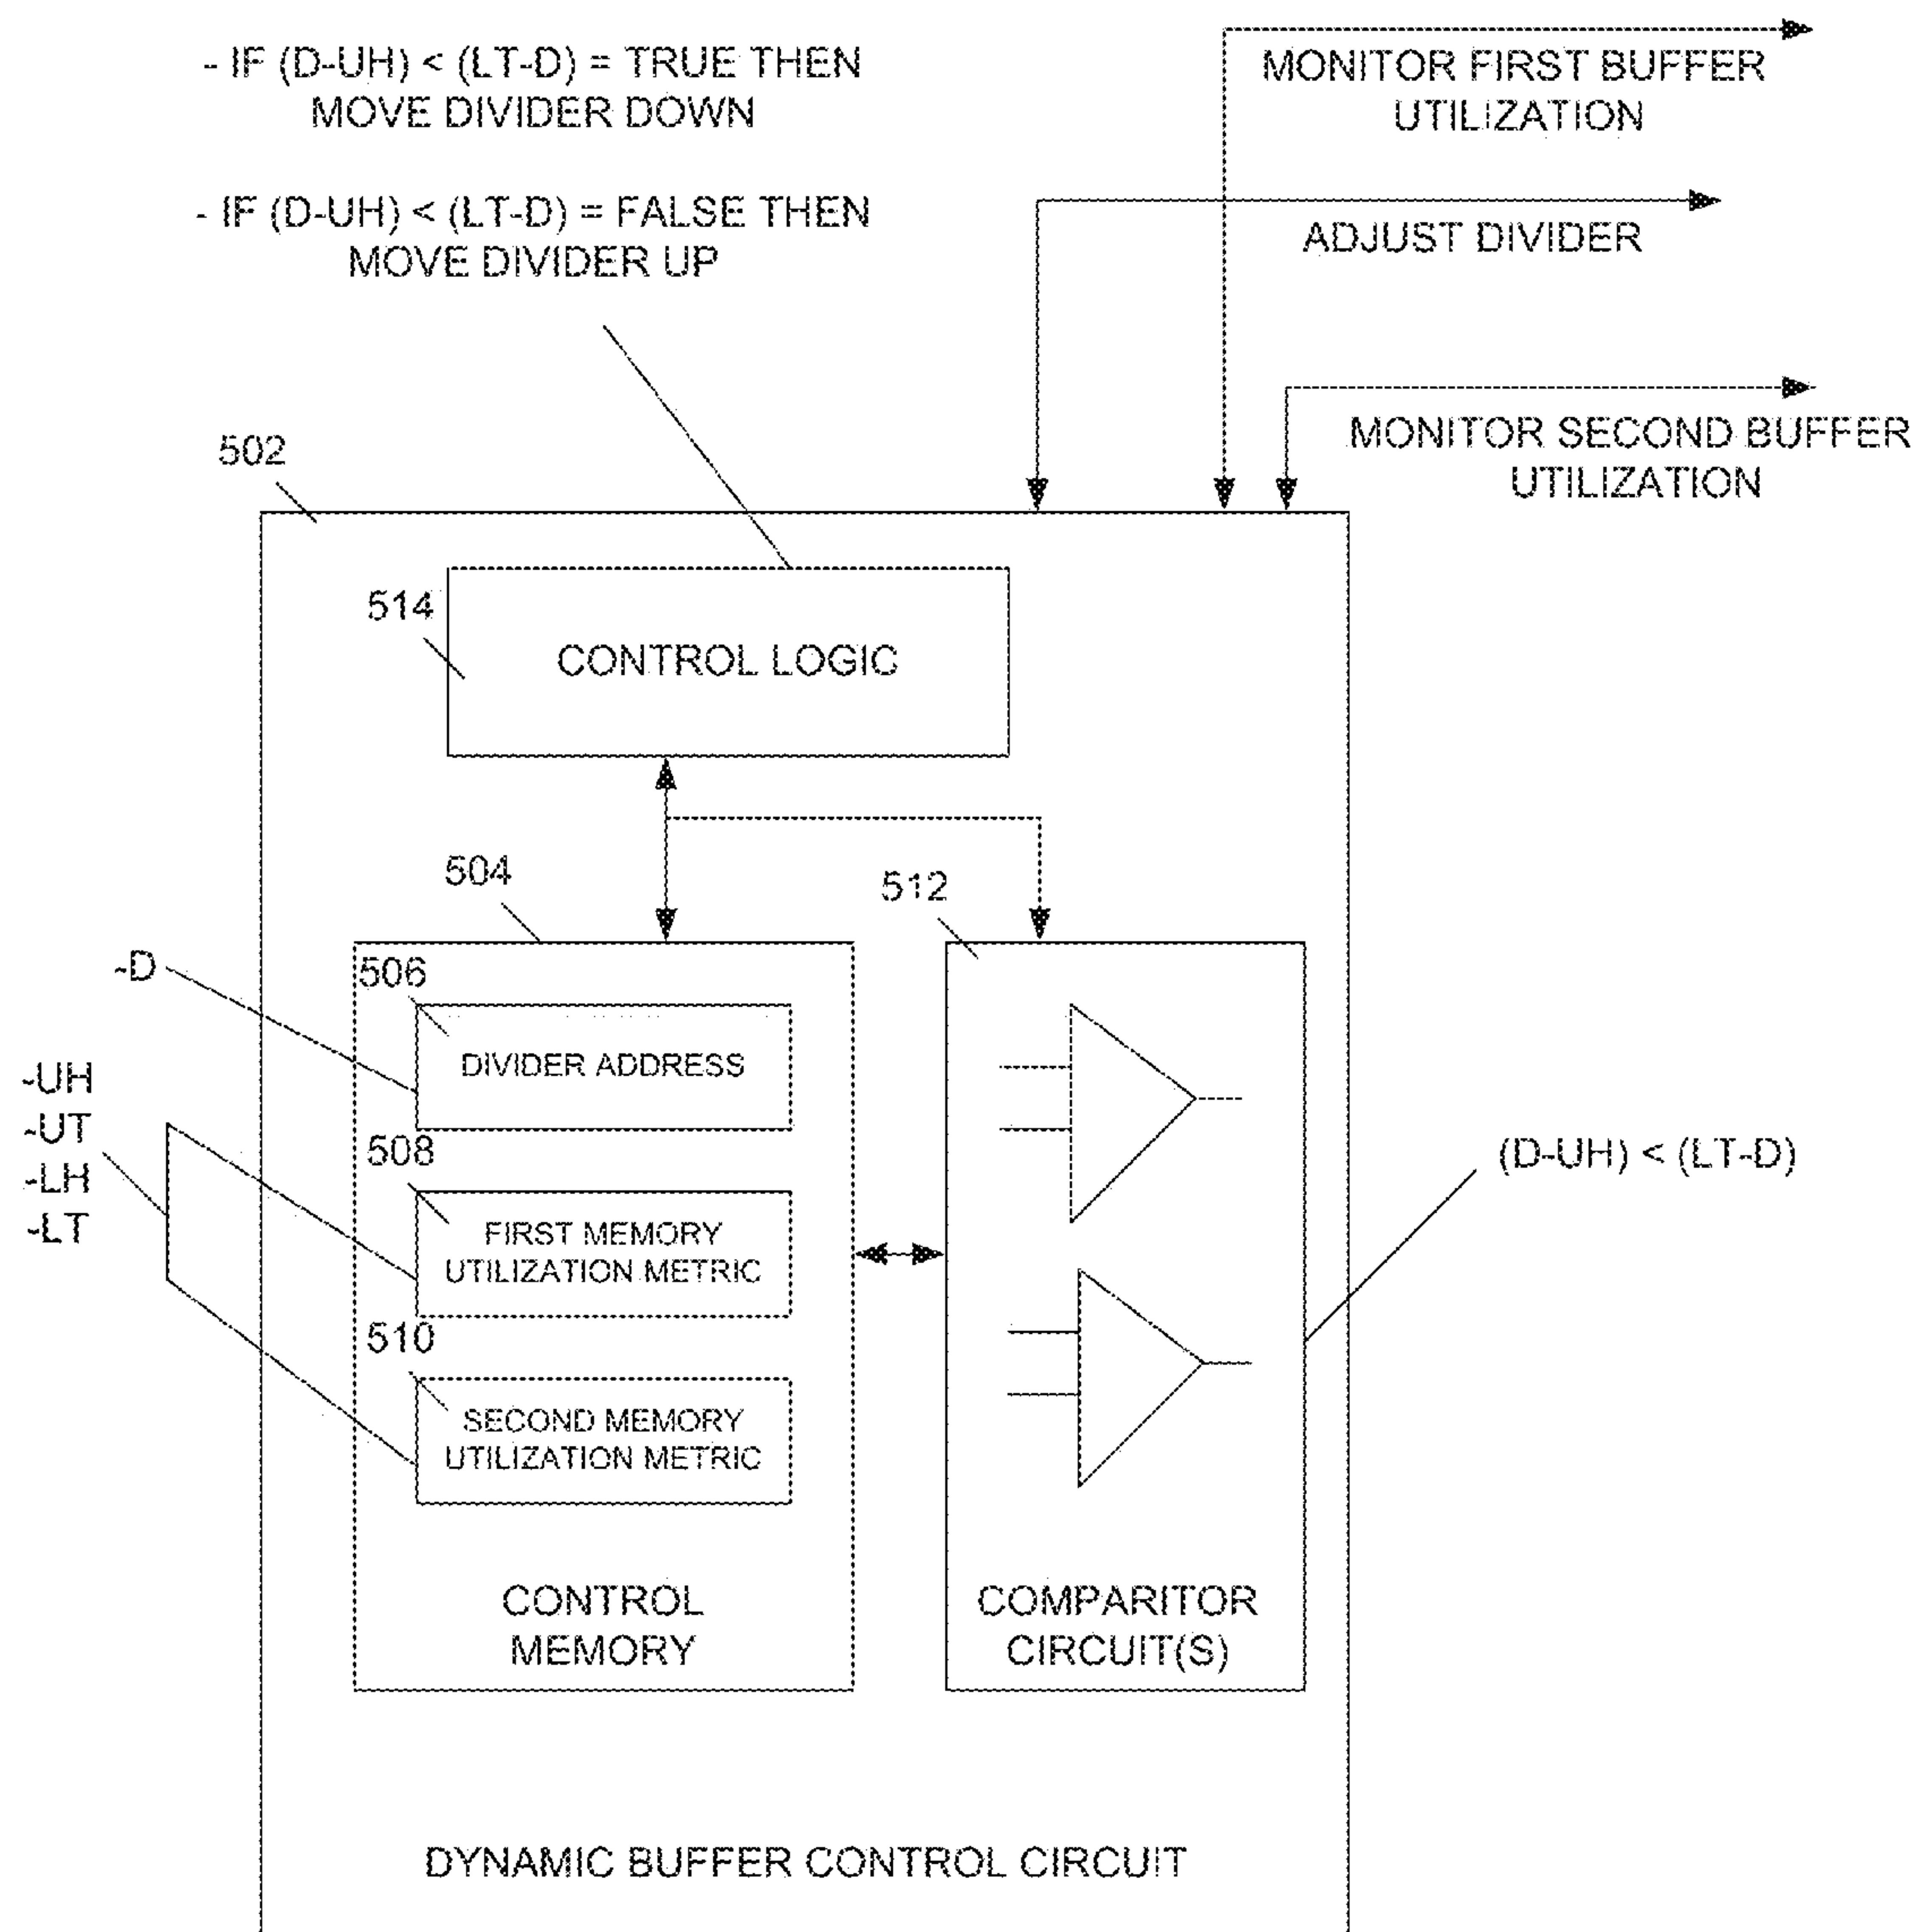 - IF (D-UH) < (LT-D) = TRUE THEN
MOVE DIVIDER DOWN
- IF (D-UH) < (LT-D) = FALSE THEN
MOVE DIVIDER UP
MONITOR FIRST BUFFER
UTILIZATION
ADJUST DIVIDER
MONITOR SECOND BUFFER
UTILIZATION
502
514
CONTROL LOGIC
504
512
-D
506
DIVIDER ADDRESS
-UH
-UT
-LH
-LT
508
FIRST MEMORY
UTILIZATION METRIC
510
SECOND MEMORY
UTILIZATION METRIC
(D-UH) < (LT-D)
CONTROL
MEMORY
COMPARITOR
CIRCUIT(S)
DYNAMIC BUFFER CONTROL CIRCUIT